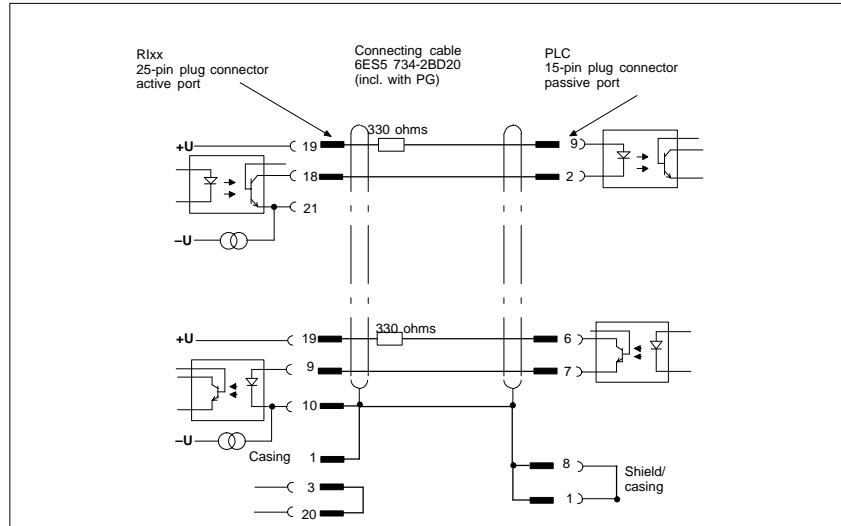 RIxx
25-pin plug connector
active port
Connecting cable
6ES5 734-2BD20
(incl. with PG)
PLC
15-pin plug connector
passive port
330 ohms
+U
19
9
18
2
21
–U
330 ohms
+U
19
6
9
7
10
–U
Casing
1
8
Shield/
casing
3
1
20